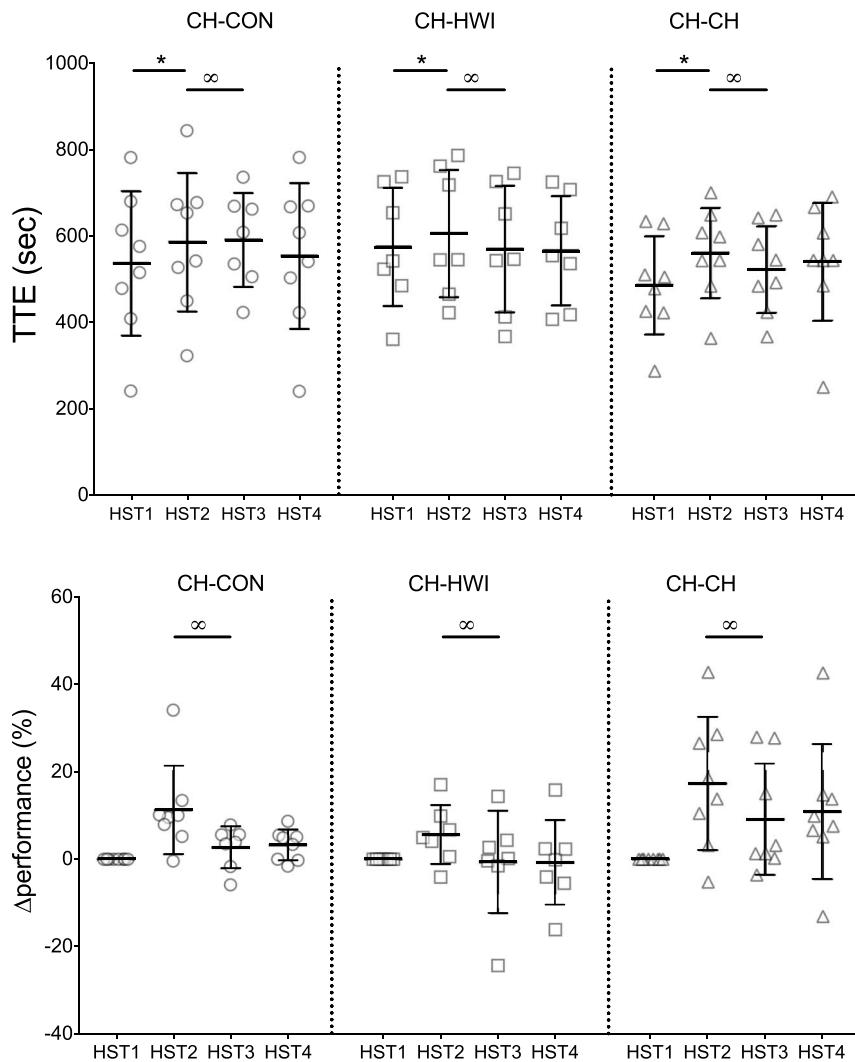 CH-CON CH-HWI CH-CH
* ∞ * ∞ * ∞
TTE (sec)
1000
800
600
400
200
0
HST1 HST2 HST3 HST4 HST1 HST2 HST3 HST4 HST1 HST2 HST3 HST4
CH-CON CH-HWI CH-CH
∞ ∞ ∞
Δperformance (%)
60
40
20
0
-20
-40
HST1 HST2 HST3 HST4 HST1 HST2 HST3 HST4 HST1 HST2 HST3 HST4